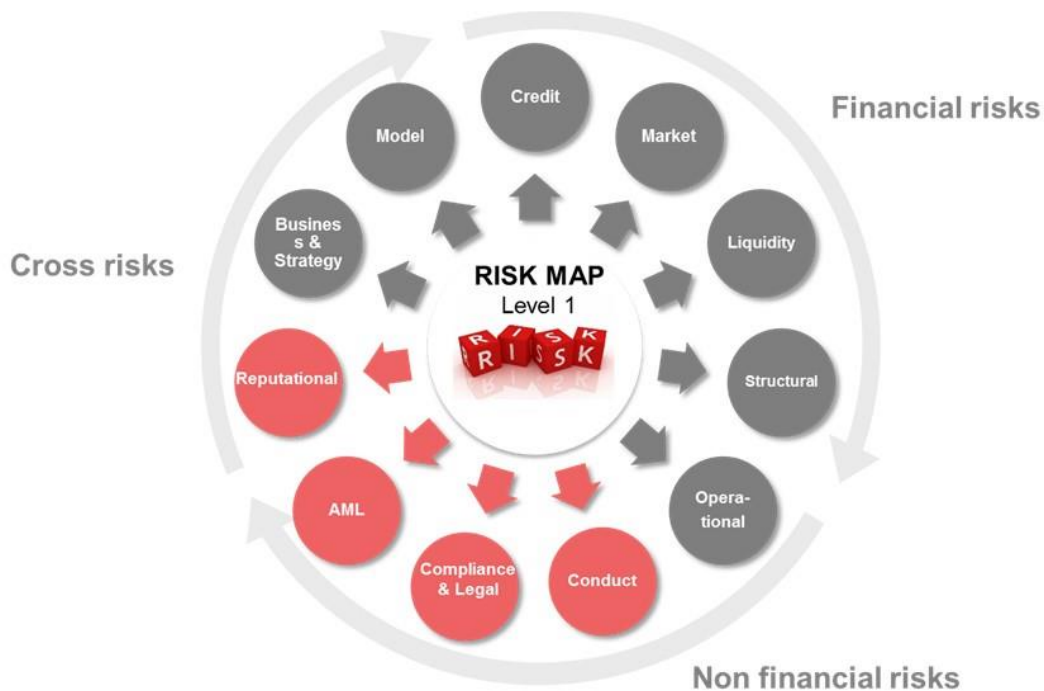 Credit
Market
Financial risks
Model
Liquidity
Busines
s &
Strategy
Cross risks
RISK MAP
Level 1
R I S K
R I S S K
Reputational
Structural
AML
Opera-
tional
Compliance
& Legal
Conduct
Non financial risks